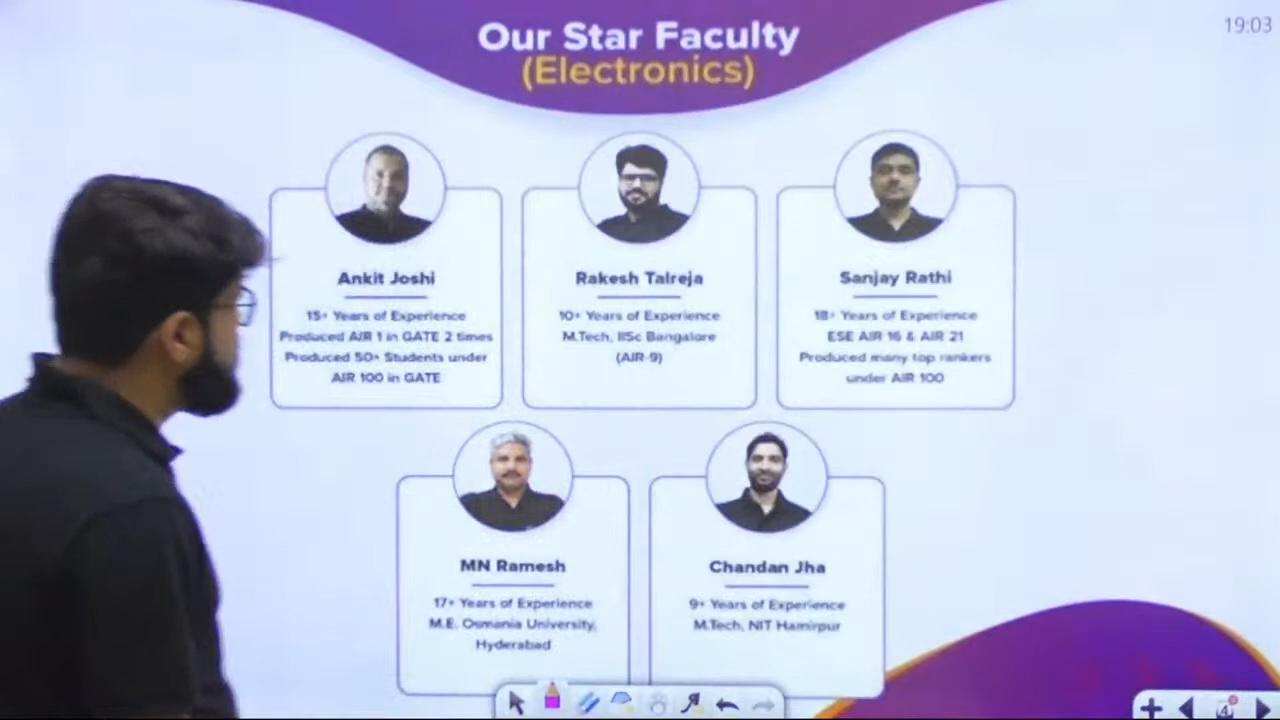 Our Star Faculty
(Electronics)
19:03
Ankit Joshi
15+ Years of Experience
Produced AIR 1 in GATE 2 times
Produced 50+ Students under
AIR 100 in GATE
Rakesh Talreja
10+ Years of Experience
M.Tech, IISc Bangalore
(AIR-9)
Sanjay Rathi
18+ Years of Experience
ESE AIR 16 & AIR 21
Produced many top rankers
under AIR 100
MN Ramesh
17+ Years of Experience
M.E. Osmania University,
Hyderabad
Chandan Jha
9+ Years of Experience
M.Tech, NIT Hamirpur
4